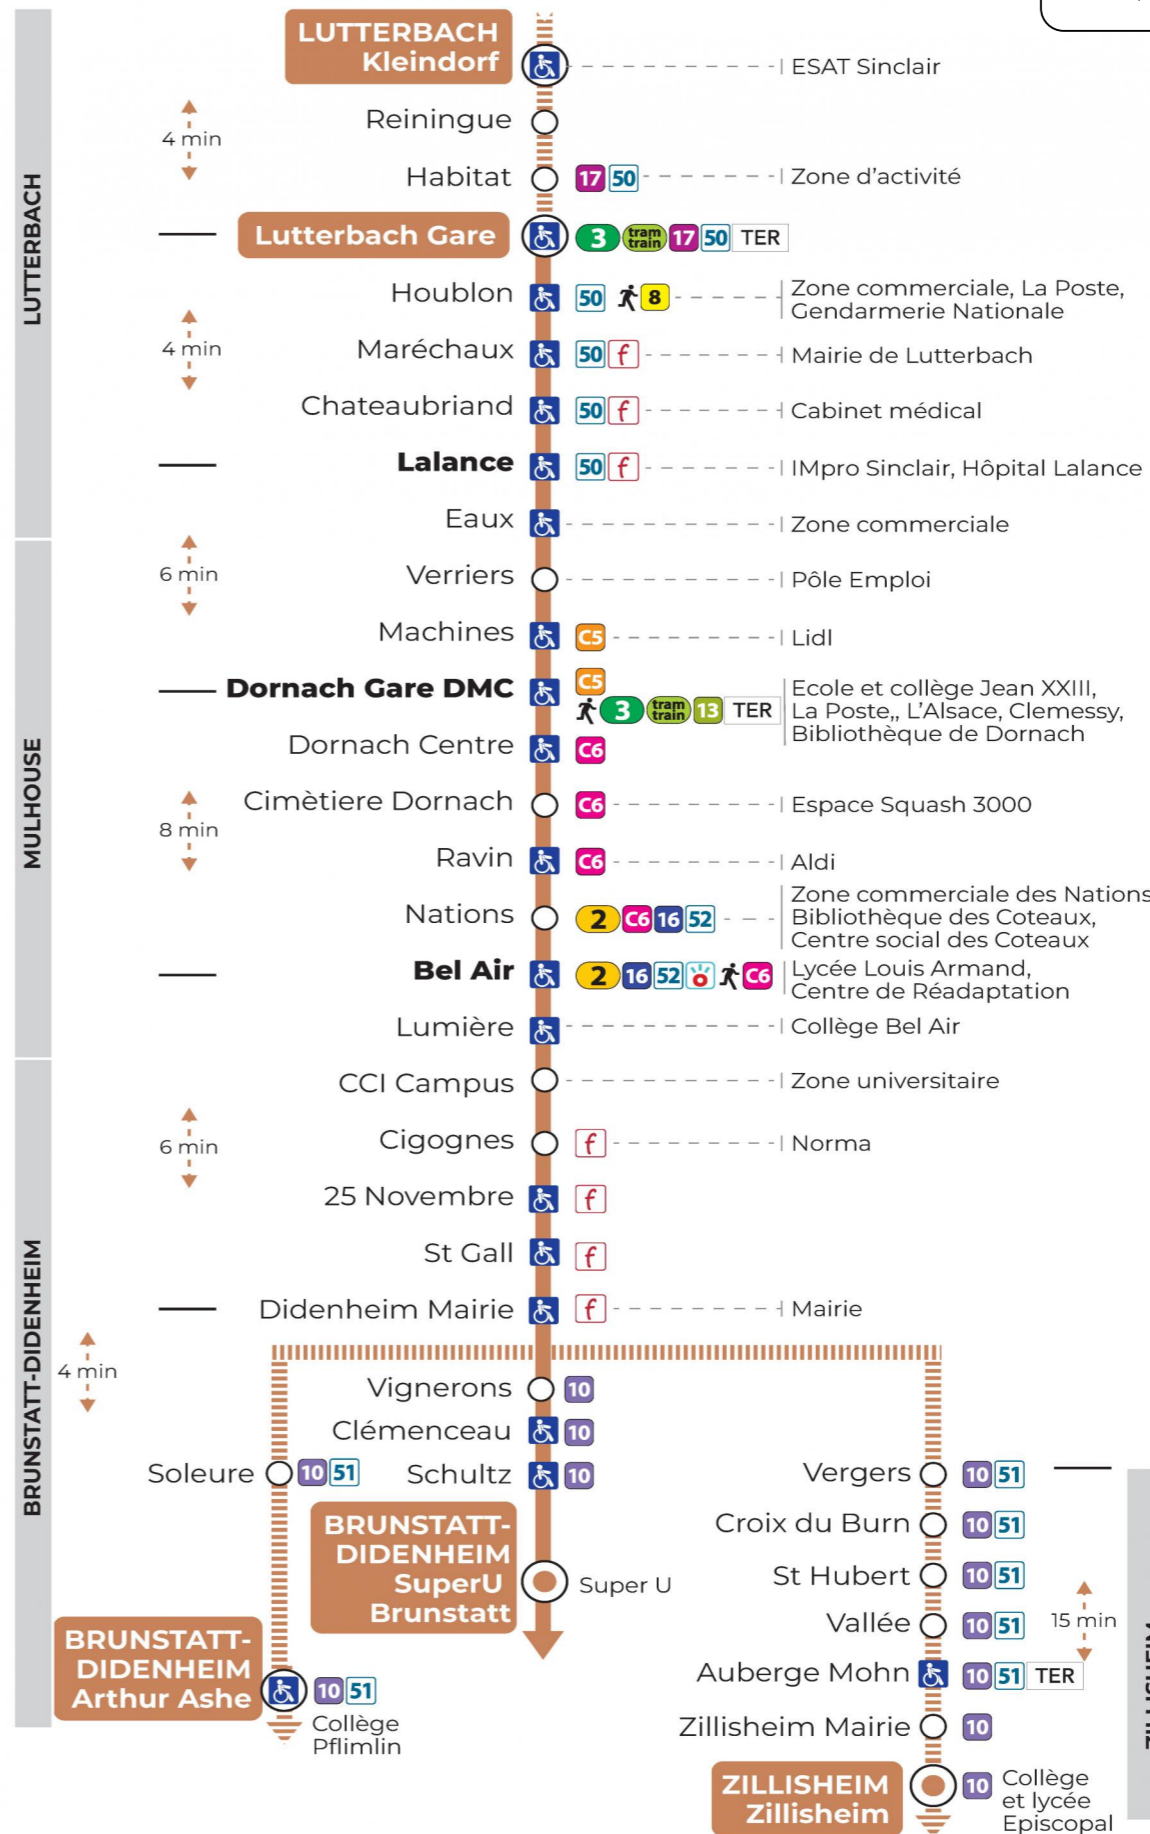 LUTTERBACH
Kleindorf
ESAT Sinclair
Reiningue
4 min
Habitat 17 50 Zone d'activité
LUTTERBACH
Lutterbach Gare 3 tram train 17 50 TER
Houblon 50 8 Zone commerciale, La Poste,
Gendarmerie Nationale
4 min
Maréchaux 50 f Mairie de Lutterbach
Chateaubriand 50 f Cabinet médical
Lalance 50 f IMpro Sinclair, Hôpital Lalance
Eaux Zone commerciale
6 min
Verriers Pôle Emploi
Machines C5 Lidl
MULHOUSE
Dornach Gare DMC C5
3 tram train 13 TER
Ecole et collège Jean XXIII,
La Poste,, L'Alsace, Clemessy,
Bibliothèque de Dornach
Dornach Centre C6
Cimètiere Dornach C6 Espace Squash 3000
8 min
Ravin C6 Aldi
Nations 2 C6 16 52
Zone commerciale des Nations
Bibliothèque des Coteaux,
Centre social des Coteaux
Bel Air 2 16 52 C6
Lycée Louis Armand,
Centre de Réadaptation
Lumière Collège Bel Air
CCI Campus Zone universitaire
6 min
Cigognes f Norma
25 Novembre f
St Gall f
BRUNSTATT-DIDENHEIM
Didenheim Mairie f Mairie
4 min
Vignerons 10
Clémenceau 10
Soleure 10 51
Schultz 10
Vergers 10 51
BRUNSTATT-
DIDENHEIM
SuperU
Brunstatt
Super U
Croix du Burn 10 51
St Hubert 10 51
Vallée 10 51
15 min
BRUNSTATT-
DIDENHEIM
Arthur Ashe
10 51
Collège
Pflimlin
Auberge Mohn 10 51 TER
Zillisheim Mairie 10
ZILLISHEIM
Zillisheim
10 Collège
et lycée
Episcopal
ZILLISHEIM